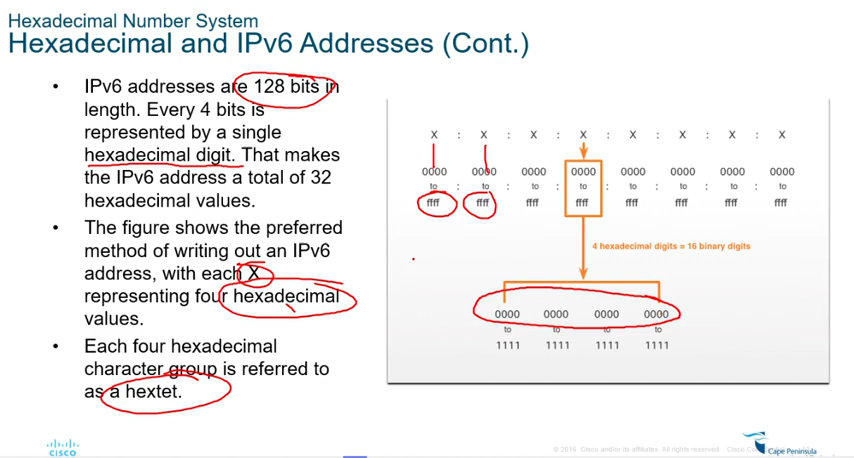 Hexadecimal Number System
Hexadecimal and IPv6 Addresses (Cont.)
• IPv6 addresses are 128 bits in
length. Every 4 bits is
represented by a single
hexadecimal digit. That makes
the IPv6 address a total of 32
hexadecimal values.
• The figure shows the preferred
method of writing out an IPv6
address, with each X
representing four hexadecimal
values.
• Each four hexadecimal
character group is referred to
as a hextet.
X : X : X : X : X : X : X : X
0000 0000 0000 0000 0000 0000 0000 0000
to : to : to : to : to : to : to : to
ffff ffff ffff ffff ffff ffff ffff ffff
4 hexadecimal digits = 16 binary digits
0000 0000 0000 0000
to to to to
1111 1111 1111 1111
CISCO
© 2016 Cisco and/or its affiliates. All rights reserved. Cisco
Cape Peninsula